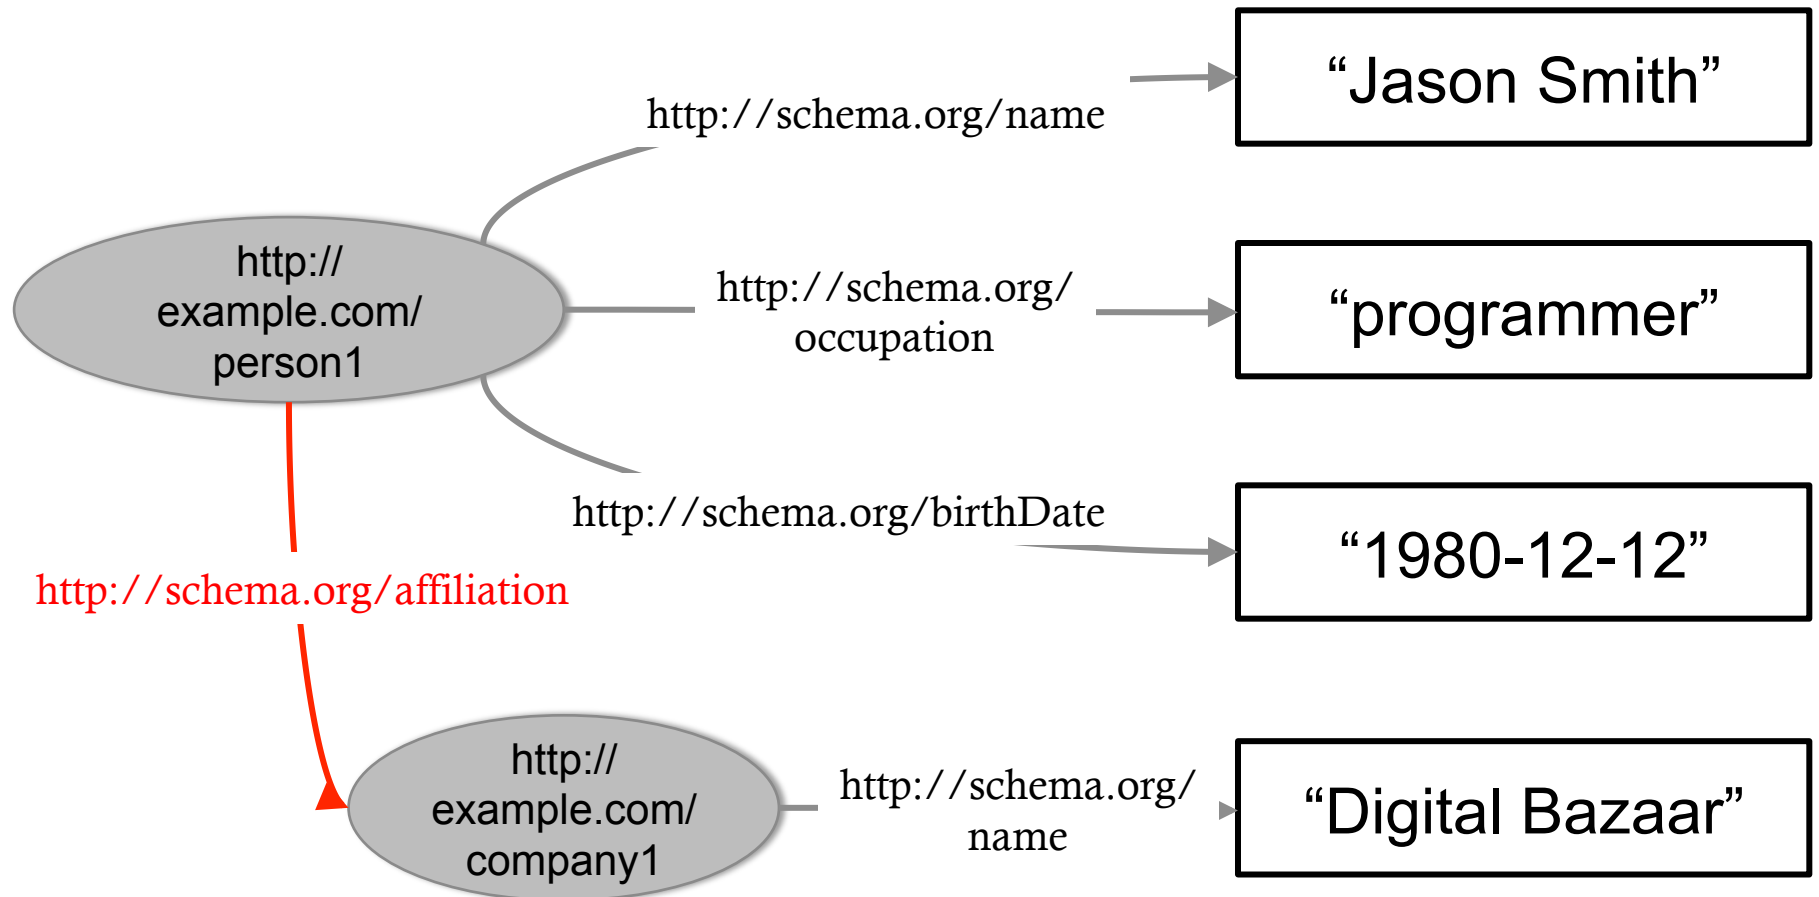 “Jason Smith”
http://schema.org/name
http://
example.com/
person1
http://schema.org/
occupation
“programmer”
http://schema.org/birthDate
“1980-12-12”
http://schema.org/affiliation
http://
example.com/
company1
http://schema.org/
name
“Digital Bazaar”